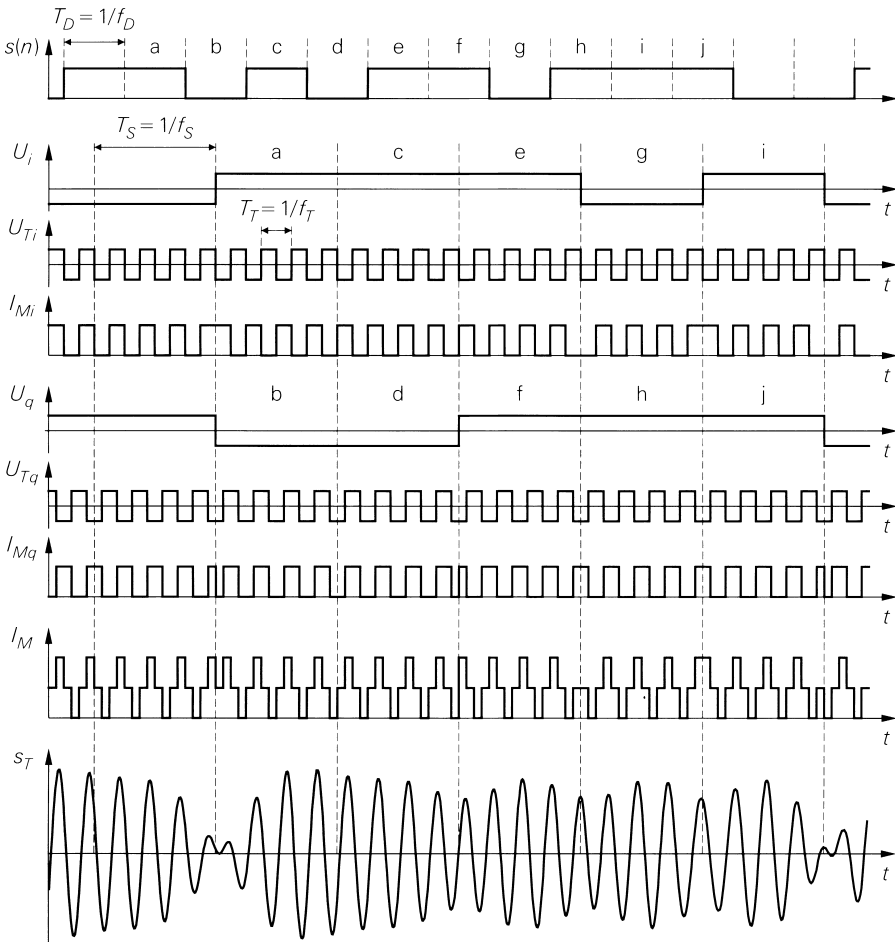 T_D = 1/f_D
s(n) a b c d e f g h i j
t
T_S = 1/f_S
U_i a c e g i
t
T_T = 1/f_T
U_Ti
t
I_Mi
t
U_q b d f h j
t
U_Tq
t
I_Mq
t
I_M
t
s_T
t